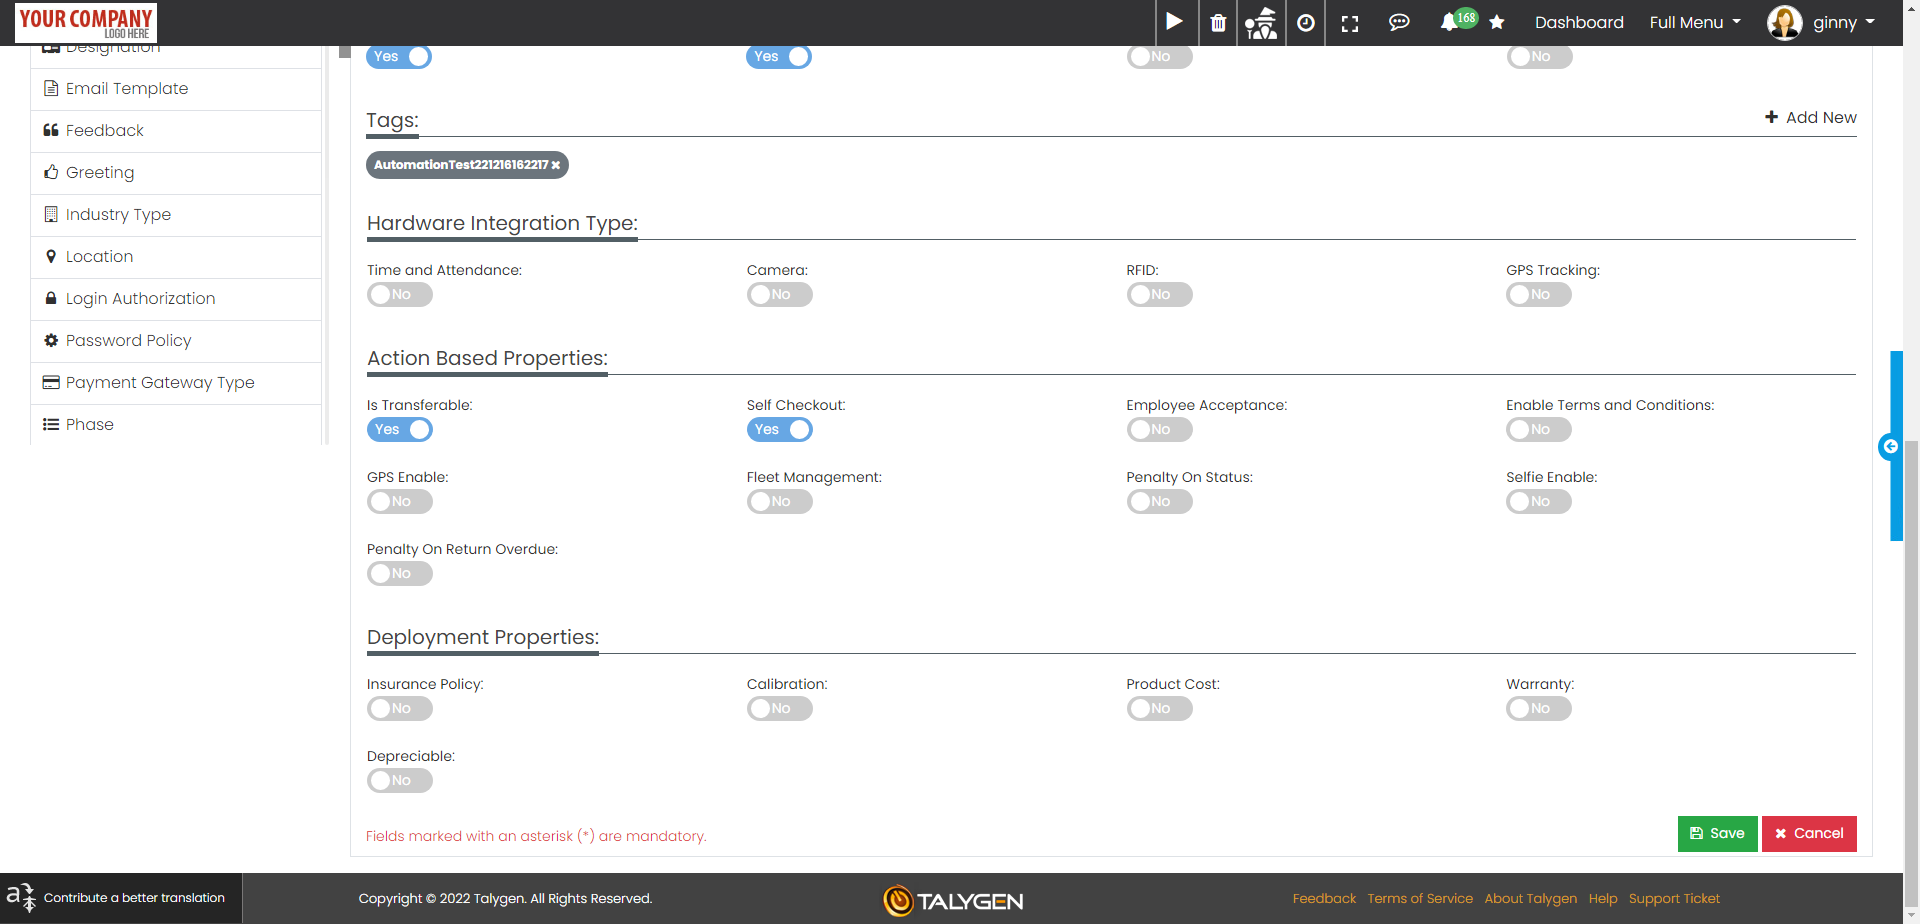 YOUR COMPANY
LOGO HERE
168
Dashboard
Full Menu
ginny
Designation
Email Template
Feedback
Greeting
Industry Type
Location
Login Authorization
Password Policy
Payment Gateway Type
Phase
Yes
Yes
No
No
Tags:
Add New
AutomationTest221216162217
Hardware Integration Type:
Time and Attendance:
Camera:
RFID:
GPS Tracking:
No
No
No
No
Action Based Properties:
Is Transferable:
Self Checkout:
Employee Acceptance:
Enable Terms and Conditions:
Yes
Yes
No
No
GPS Enable:
Fleet Management:
Penalty On Status:
Selfie Enable:
No
No
No
No
Penalty On Return Overdue:
No
Deployment Properties:
Insurance Policy:
Calibration:
Product Cost:
Warranty:
No
No
No
No
Depreciable:
No
Fields marked with an asterisk (*) are mandatory.
Save
Cancel
Contribute a better translation
Copyright © 2022 Talygen. All Rights Reserved.
TALYGEN
Feedback
Terms of Service
About Talygen
Help
Support Ticket